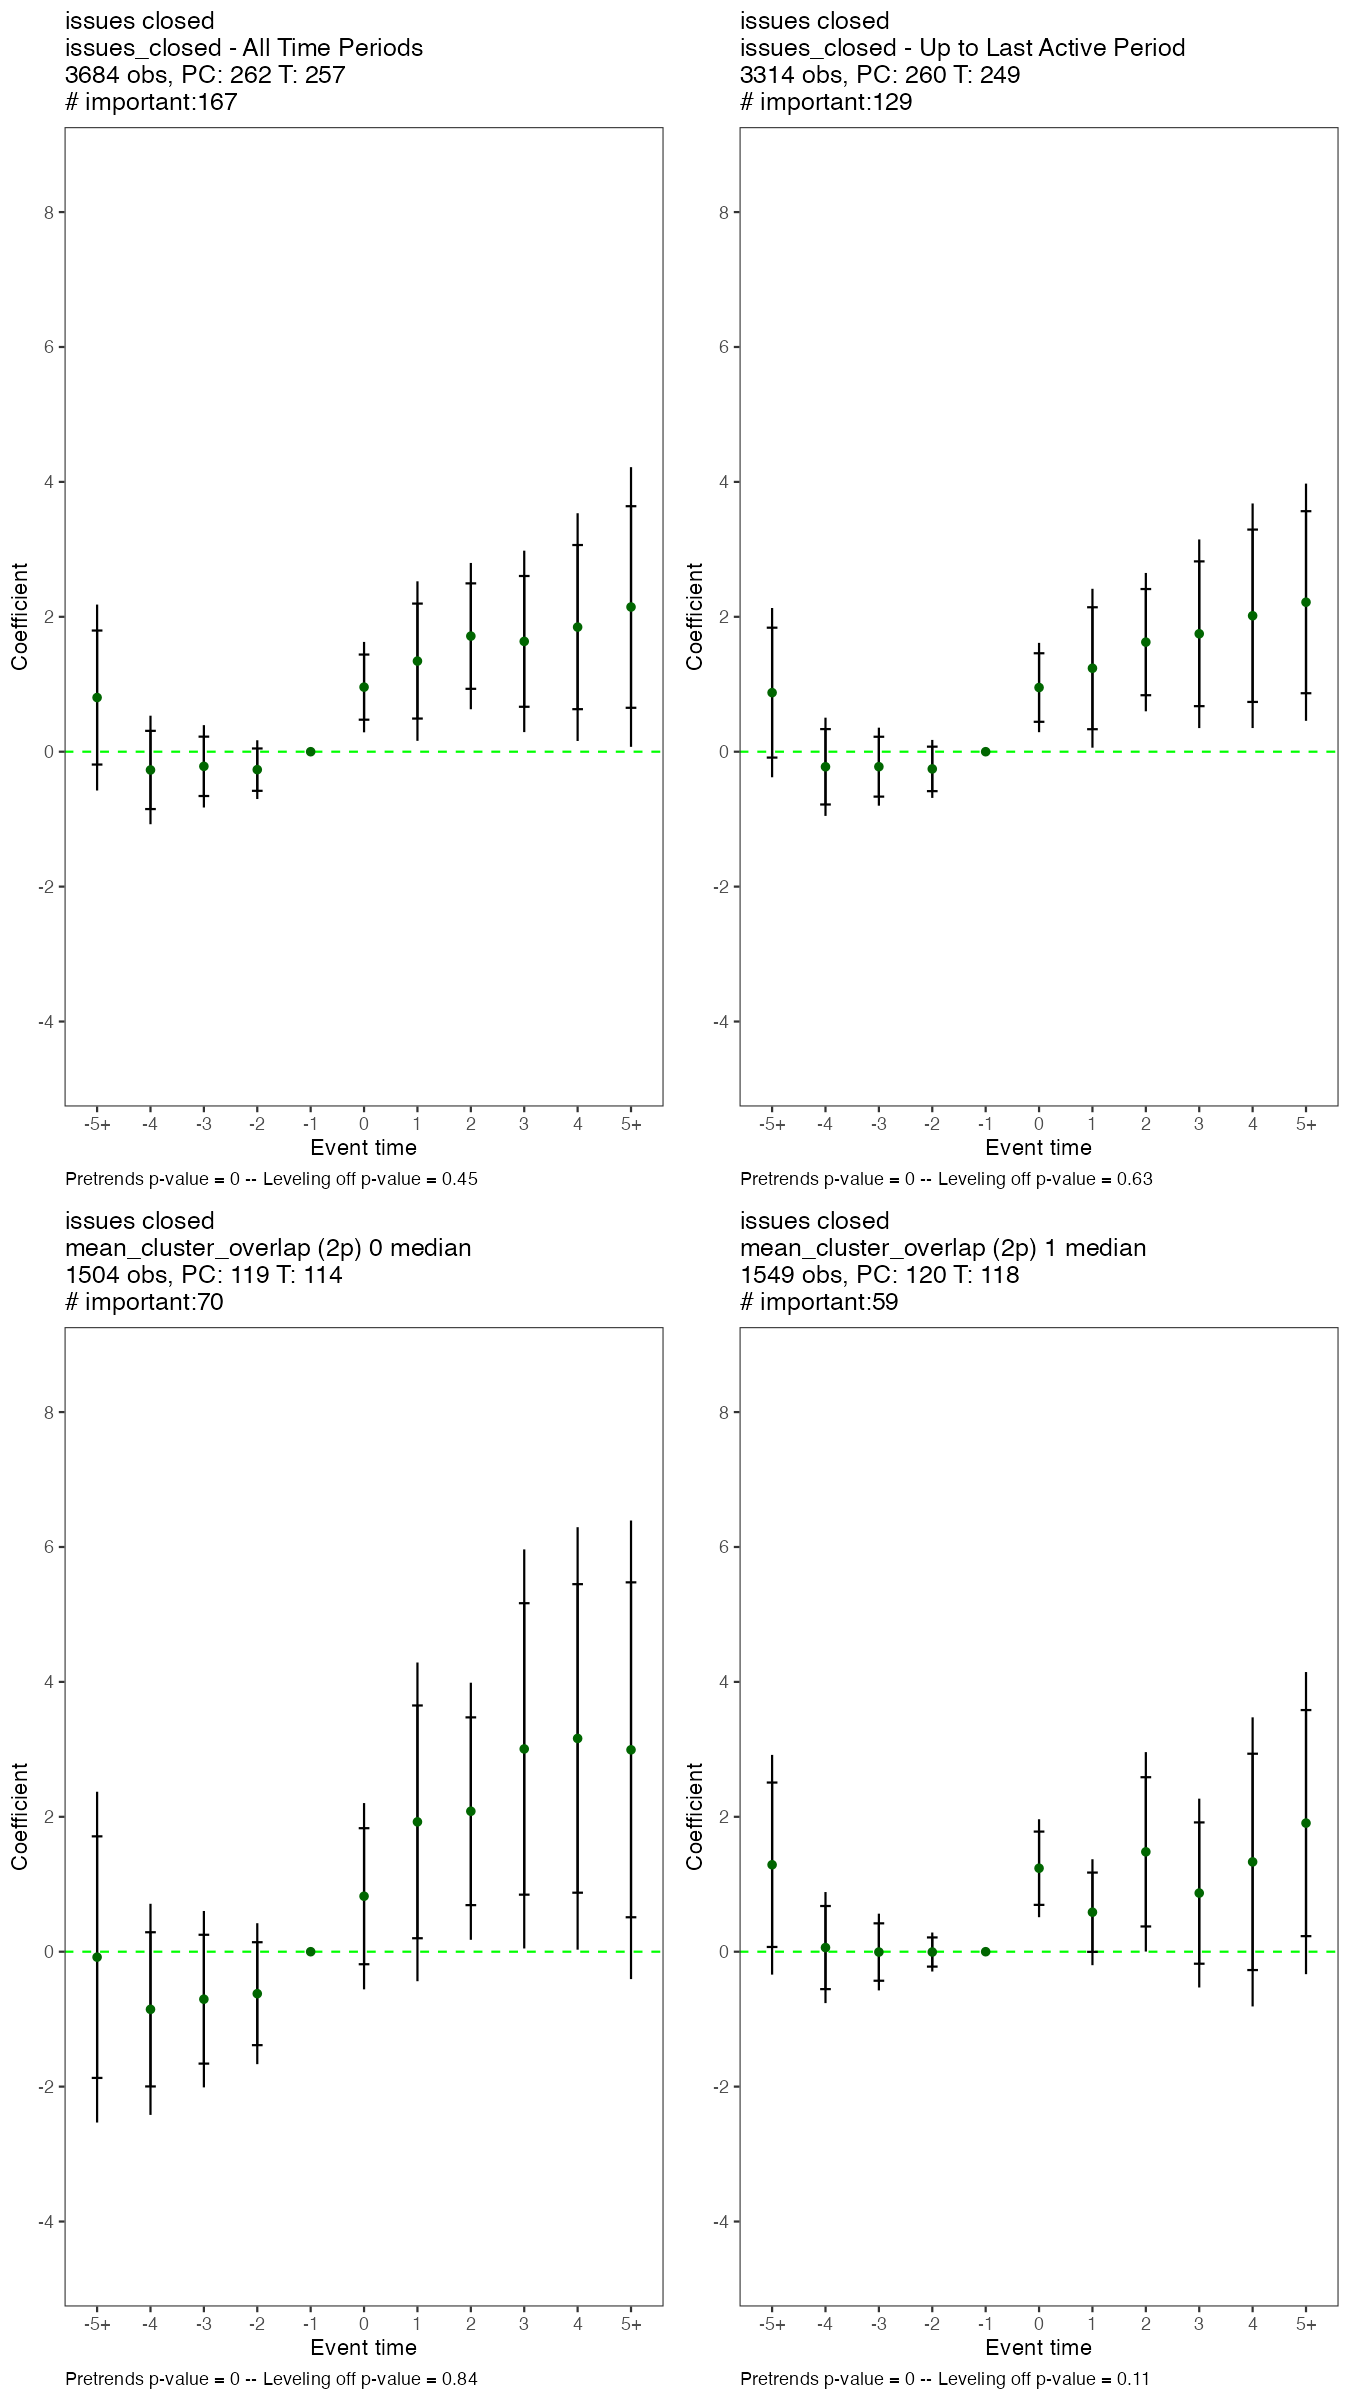 issues closed
issues_closed - All Time Periods
3684 obs, PC: 262 T: 257
# important:167
8
6
4
2
0
-2
-4
Coefficient
-5+ -4 -3 -2 -1 0 1 2 3 4 5+
Event time
Pretrends p-value = 0 -- Leveling off p-value = 0.45
issues closed
issues_closed - Up to Last Active Period
3314 obs, PC: 260 T: 249
# important:129
8
6
4
2
0
-2
-4
Coefficient
-5+ -4 -3 -2 -1 0 1 2 3 4 5+
Event time
Pretrends p-value = 0 -- Leveling off p-value = 0.63
issues closed
mean_cluster_overlap (2p) 0 median
1504 obs, PC: 119 T: 114
# important:70
8
6
4
2
0
-2
-4
Coefficient
-5+ -4 -3 -2 -1 0 1 2 3 4 5+
Event time
Pretrends p-value = 0 -- Leveling off p-value = 0.84
issues closed
mean_cluster_overlap (2p) 1 median
1549 obs, PC: 120 T: 118
# important:59
8
6
4
2
0
-2
-4
Coefficient
-5+ -4 -3 -2 -1 0 1 2 3 4 5+
Event time
Pretrends p-value = 0 -- Leveling off p-value = 0.11